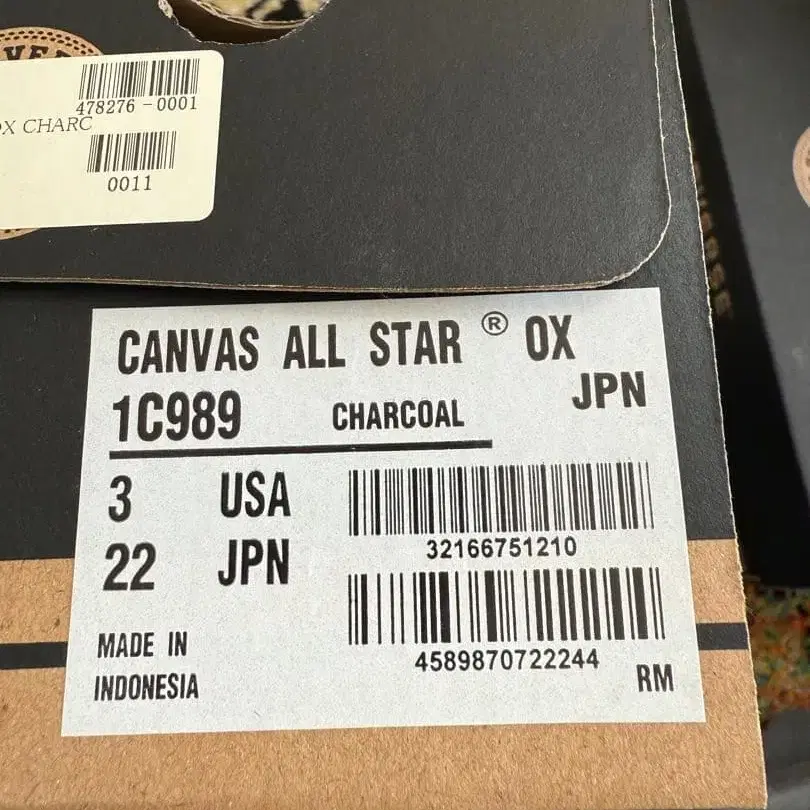 478276-0001
OX CHARC
0011
CANVAS ALL STAR ® OX
1C989 CHARCOAL JPN
3 USA
32166751210
22 JPN
4589870722244
MADE IN
INDONESIA
RM